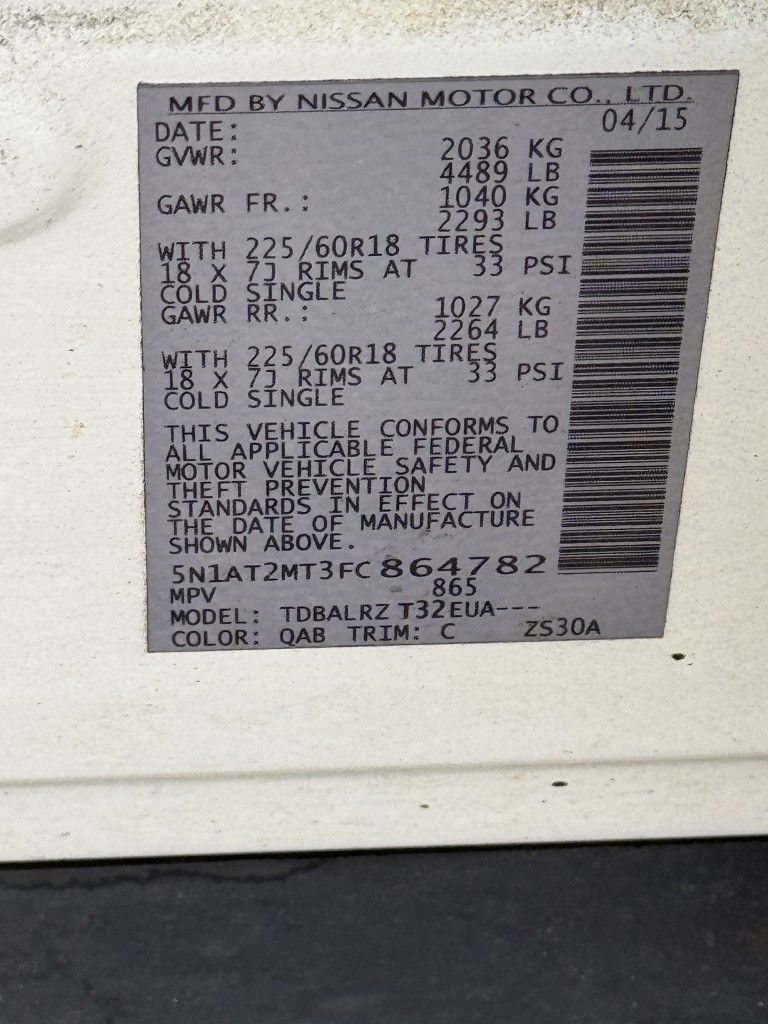 MFD BY NISSAN MOTOR CO., LTD.
DATE: 04/15
GVWR: 2036 KG
4489 LB
GAWR FR.: 1040 KG
2293 LB
WITH 225/60R18 TIRES
18 X 7J RIMS AT 33 PSI
COLD SINGLE
GAWR RR.: 1027 KG
2264 LB
WITH 225/60R18 TIRES
18 X 7J RIMS AT 33 PSI
COLD SINGLE
THIS VEHICLE CONFORMS TO
ALL APPLICABLE FEDERAL
MOTOR VEHICLE SAFETY AND
THEFT PREVENTION
STANDARDS IN EFFECT ON
THE DATE OF MANUFACTURE
SHOWN ABOVE.
5N1AT2MT3FC864782
MPV 865
MODEL: TDBALRZ T32EUA---
COLOR: QAB TRIM: C ZS30A